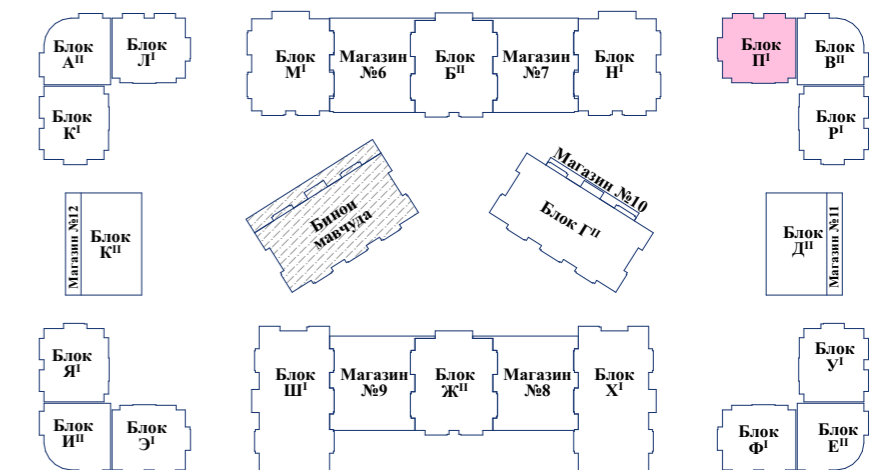 Блок
Аᴵᴵ
Блок
Лᴵ
Блок
Мᴵ
Магазин
№6
Блок
Бᴵᴵ
Магазин
№7
Блок
Нᴵ
Блок
Пᴵ
Блок
Вᴵᴵ
Блок
Кᴵ
Блок
Рᴵ
Магазин №12
Блок
Кᴵᴵ
Бинои
мавчуда
Магазин №10
Блок Гᴵᴵ
Блок
Дᴵᴵ
Магазин №11
Блок
Яᴵ
Блок
Шᴵ
Магазин
№9
Блок
Жᴵᴵ
Магазин
№8
Блок
Хᴵ
Блок
Уᴵ
Блок
Иᴵᴵ
Блок
Эᴵ
Блок
Фᴵ
Блок
Еᴵᴵ